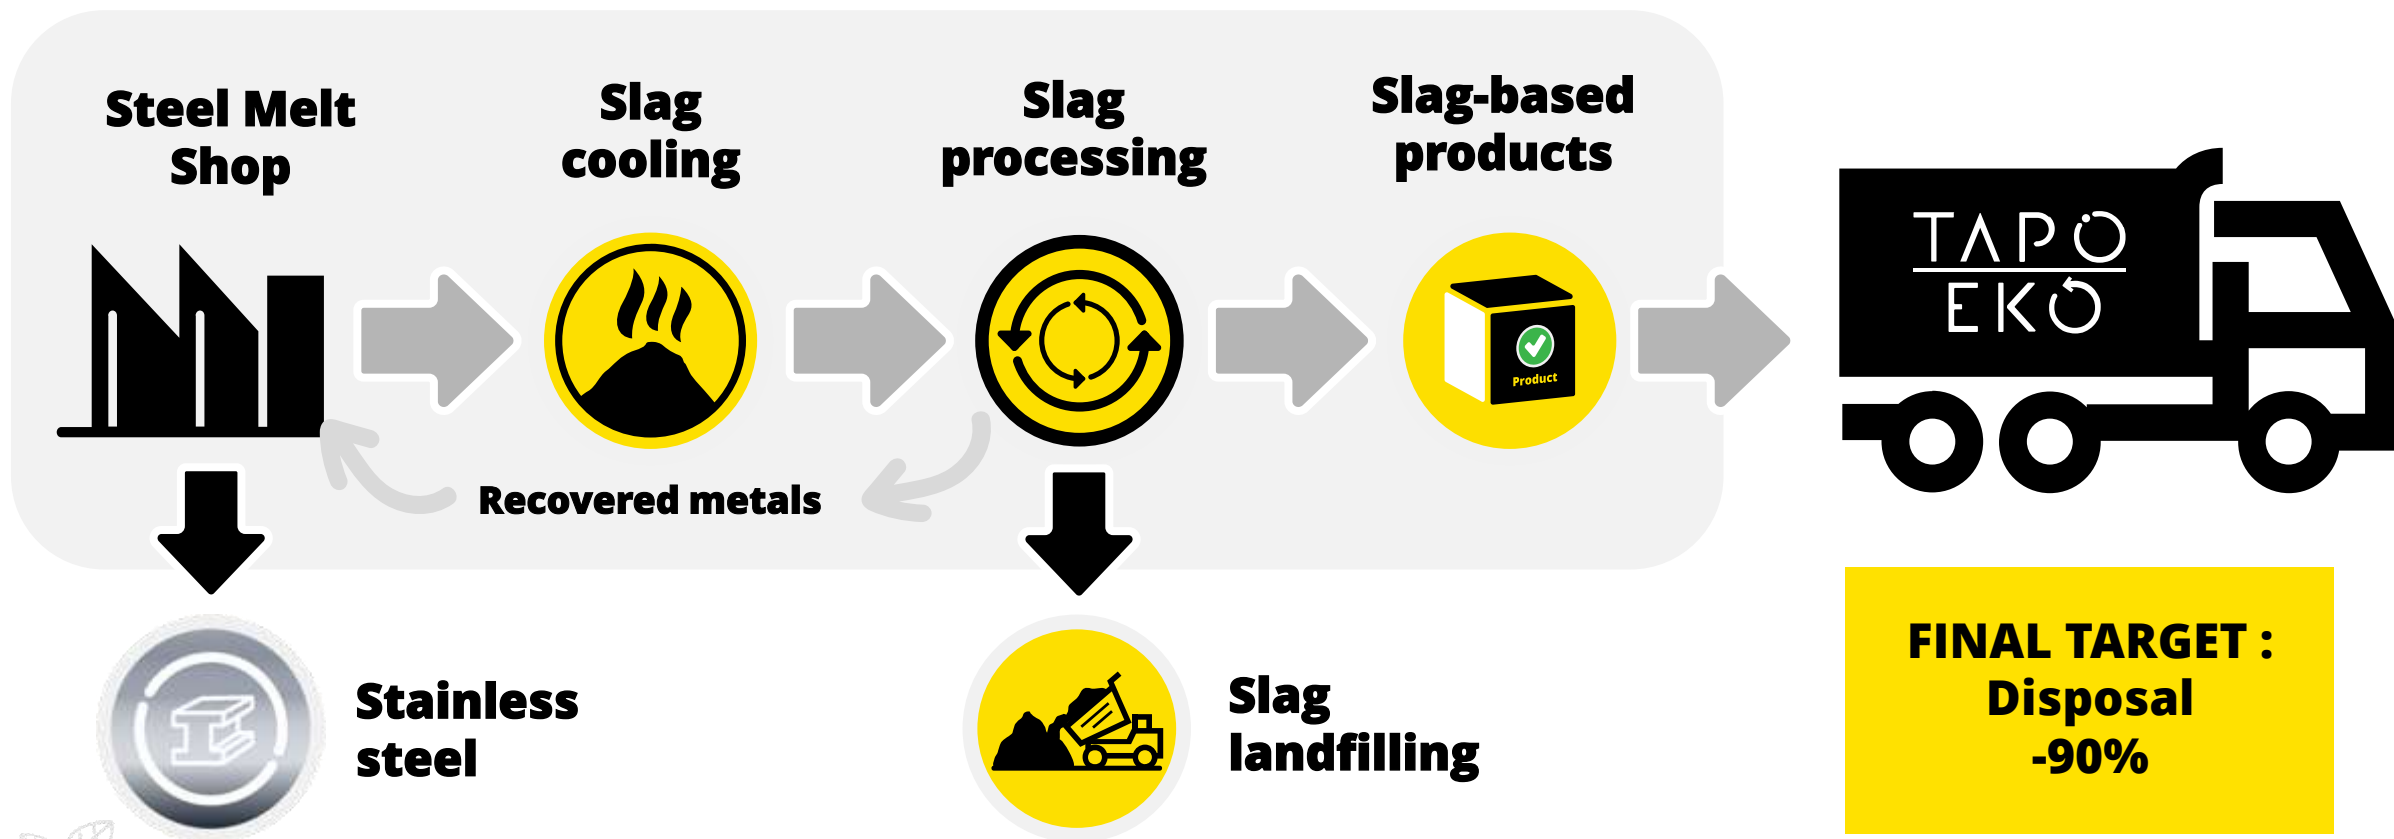 Steel Melt
Shop
Slag
cooling
Slag
processing
Slag-based
products
Product
TAPO
EKO
Recovered metals
Stainless
steel
Slag
landfilling
FINAL TARGET :
Disposal
-90%